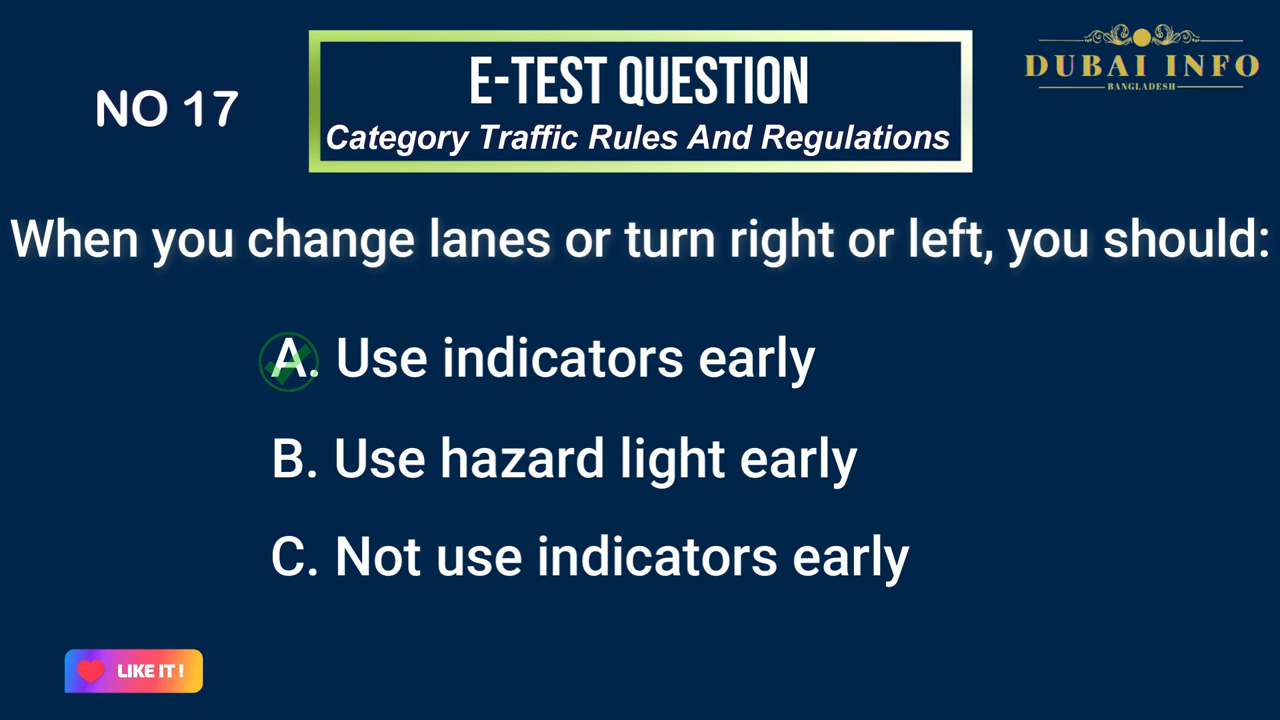 DUBAI INFO
BANGLADESH
NO 17
E-TEST QUESTION
Category Traffic Rules And Regulations
When you change lanes or turn right or left, you should:
A. Use indicators early
B. Use hazard light early
C. Not use indicators early
LIKE IT !